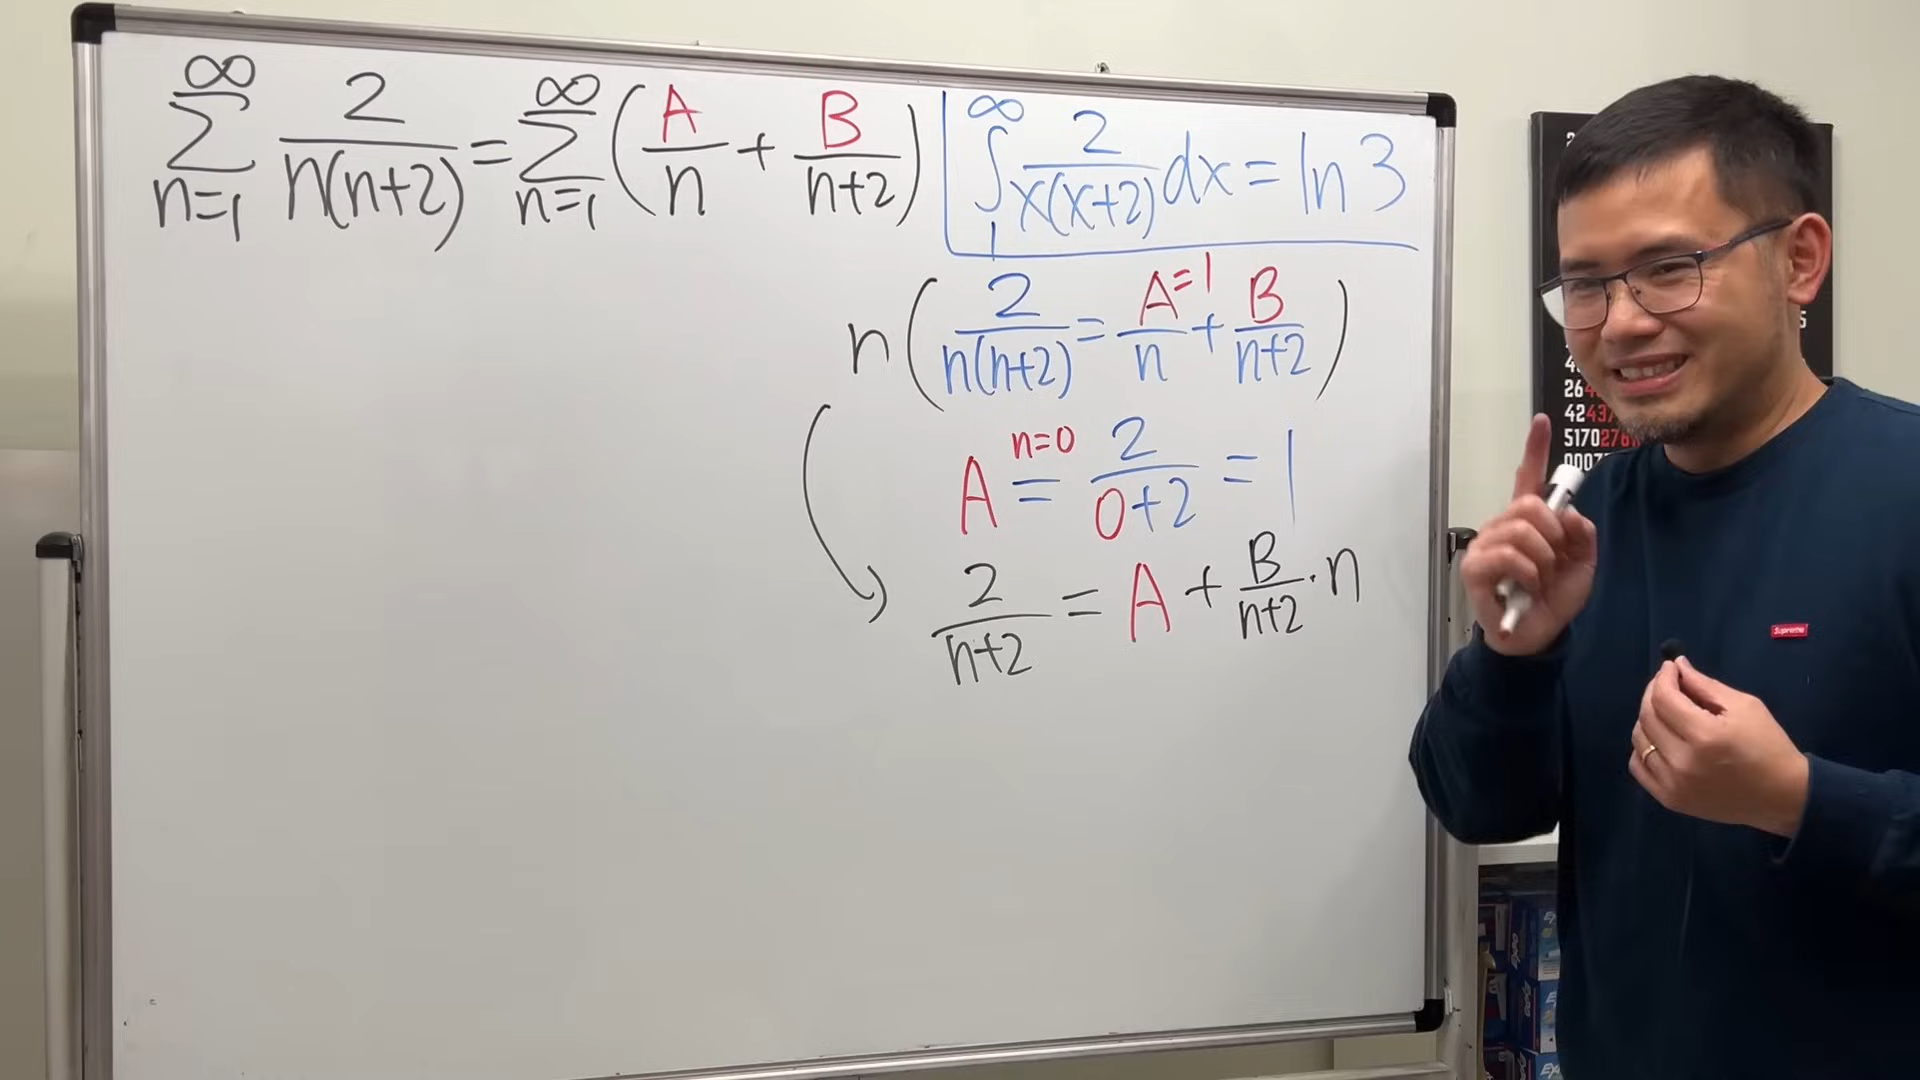 ∞ ∑ n=1 2/(n(n+2)) = ∞ ∑ n=1 (A/n + B/(n+2))
∞ ∫ 1 2/(x(x+2)) dx = ln 3
n(2/(n(n+2)) = A=1/n + B/(n+2))
A n=0 = 2/(0+2) = 1
2/(n+2) = A + B/(n+2) · n
Supreme
EXPO